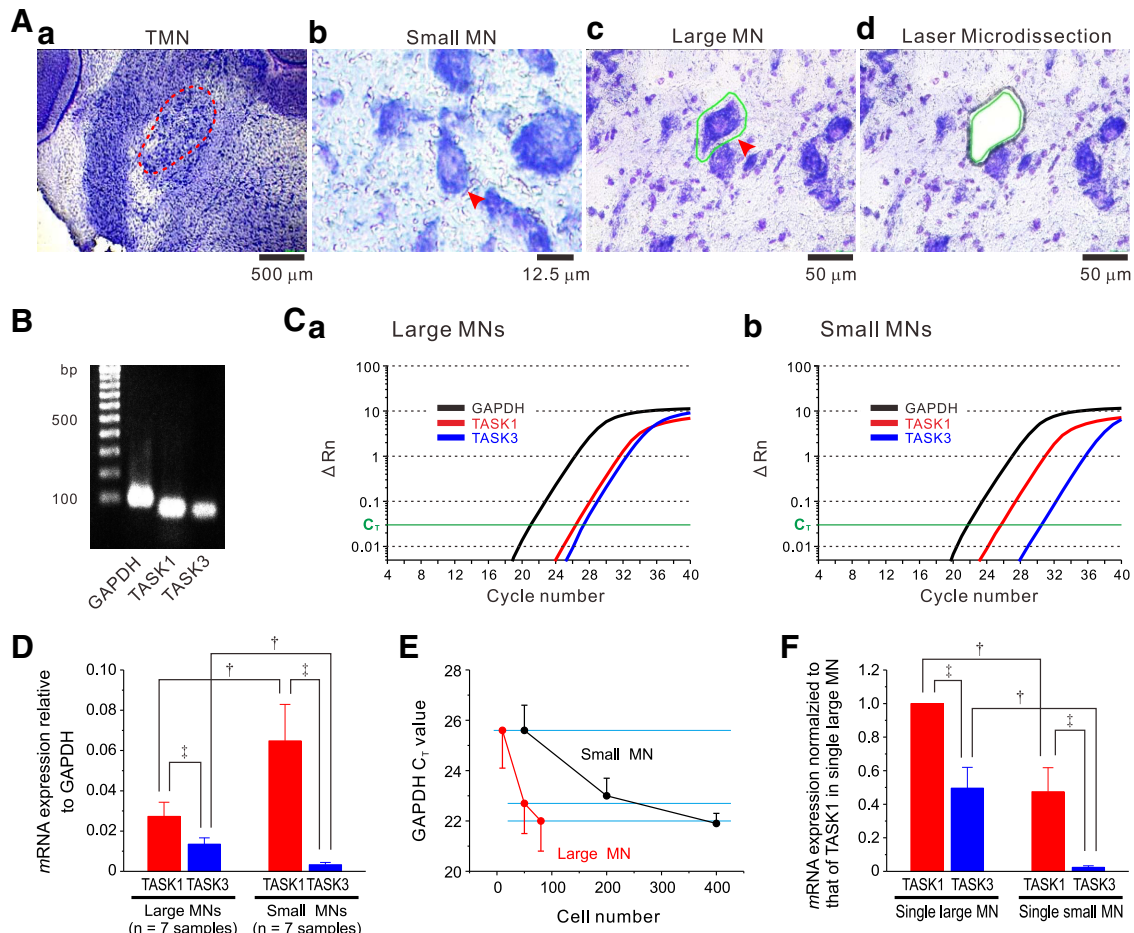 A
a
TMN
b
Small MN
c
Large MN
d
Laser Microdissection
500 μm
12.5 μm
50 μm
50 μm
B
bp
500
100
GAPDH
TASK1
TASK3
C
a
Large MNs
100
10
1
0.1
0.01
Δ Rn
CT
GAPDH
TASK1
TASK3
4 8 12 16 20 24 28 32 36 40
Cycle number
b
Small MNs
100
10
1
0.1
0.01
Δ Rn
CT
GAPDH
TASK1
TASK3
4 8 12 16 20 24 28 32 36 40
Cycle number
D
mRNA expression relative
to GAPDH
0.10
0.08
0.06
0.04
0.02
0
† † ‡ ‡
TASK1 TASK3 TASK1 TASK3
Large MNs Small MNs
(n = 7 samples) (n = 7 samples)
E
GAPDH CT value
28
26
24
22
20
Small MN
Large MN
0 100 200 300 400
Cell number
F
mRNA expression normalzied to
that of TASK1 in single large MN
1.2
1.0
0.8
0.6
0.4
0.2
0
† ‡ † ‡
TASK1 TASK3 TASK1 TASK3
Single large MN Single small MN